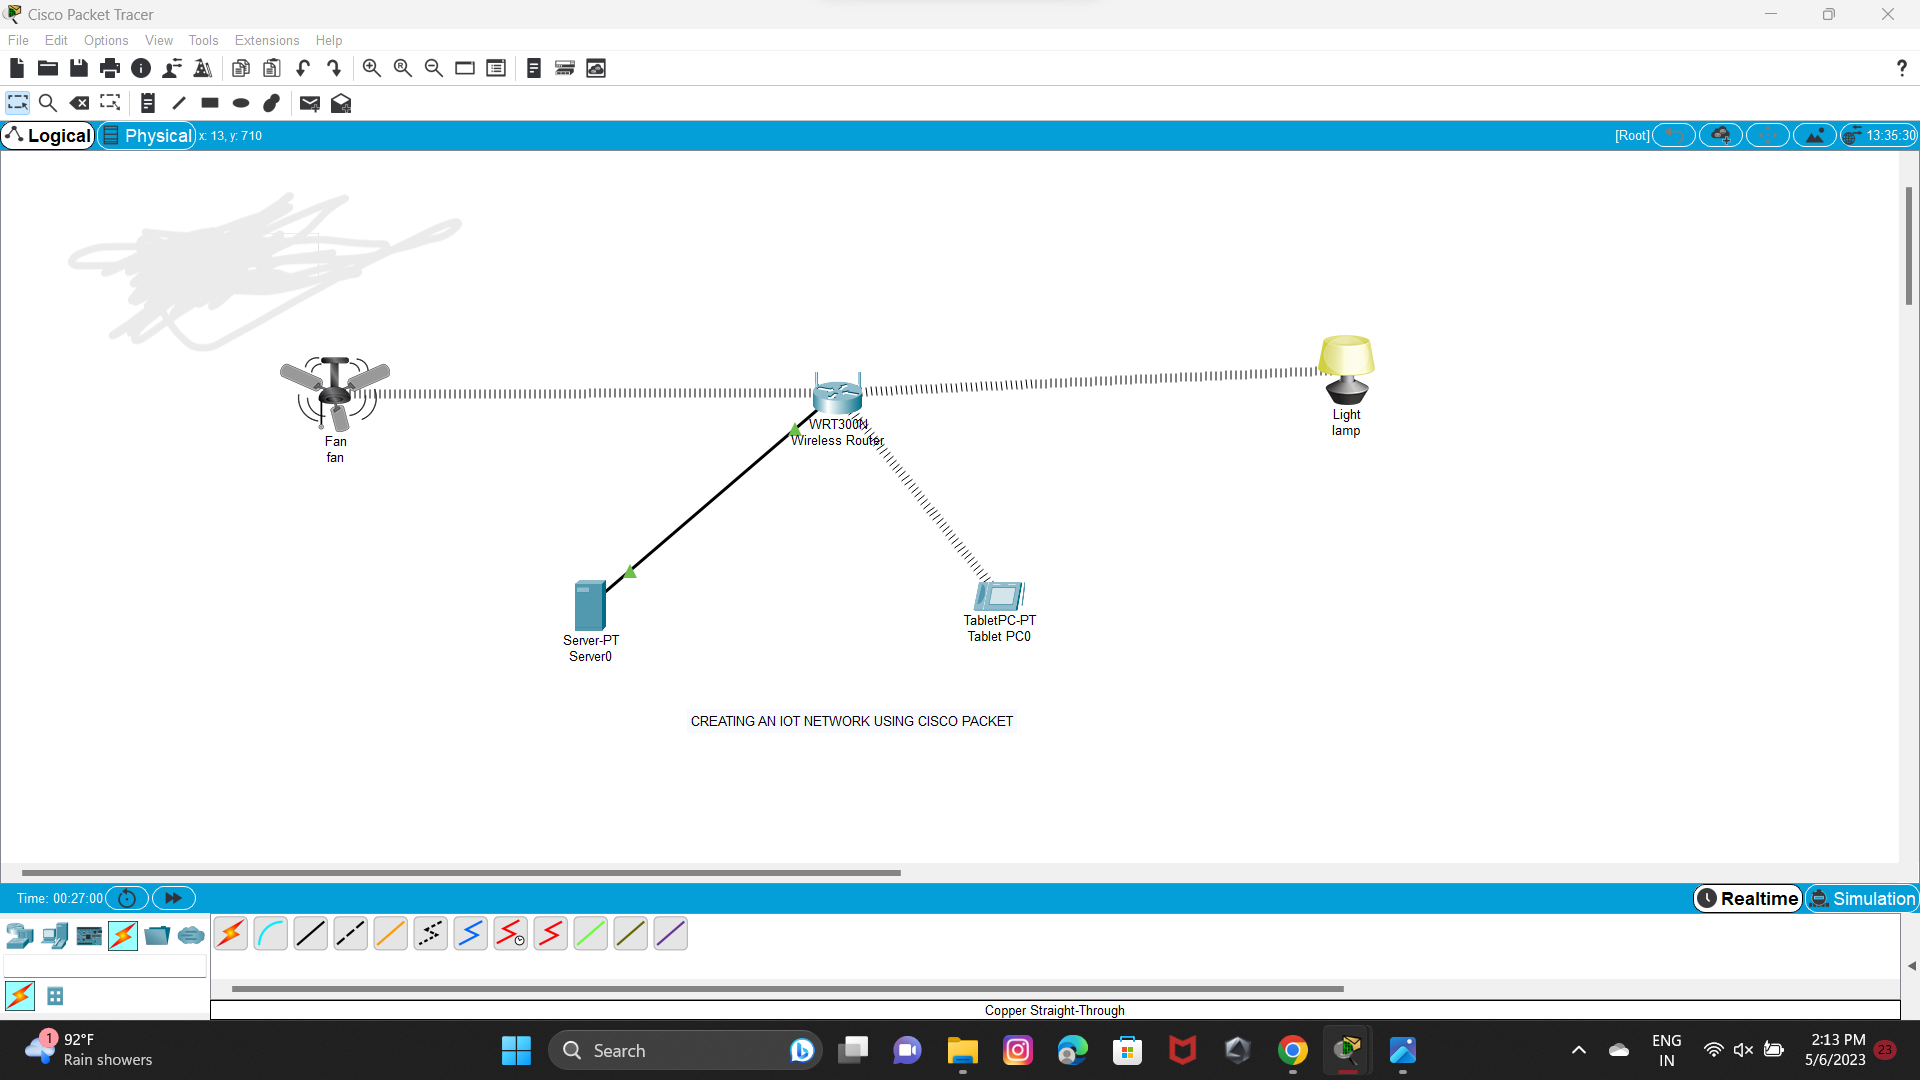 Cisco Packet Tracer
File Edit Options View Tools Extensions Help
?
Logical Physical x: 13, y: 710 [Root] 13:35:30
Fan
fan
WRT300N
Wireless Router
Light
lamp
Server-PT
Server0
TabletPC-PT
Tablet PC0
CREATING AN IOT NETWORK USING CISCO PACKET
Time: 00:27:00 Realtime Simulation
Copper Straight-Through
1 92°F
Rain showers
Search
ENG
IN
2:13 PM
5/6/2023
23